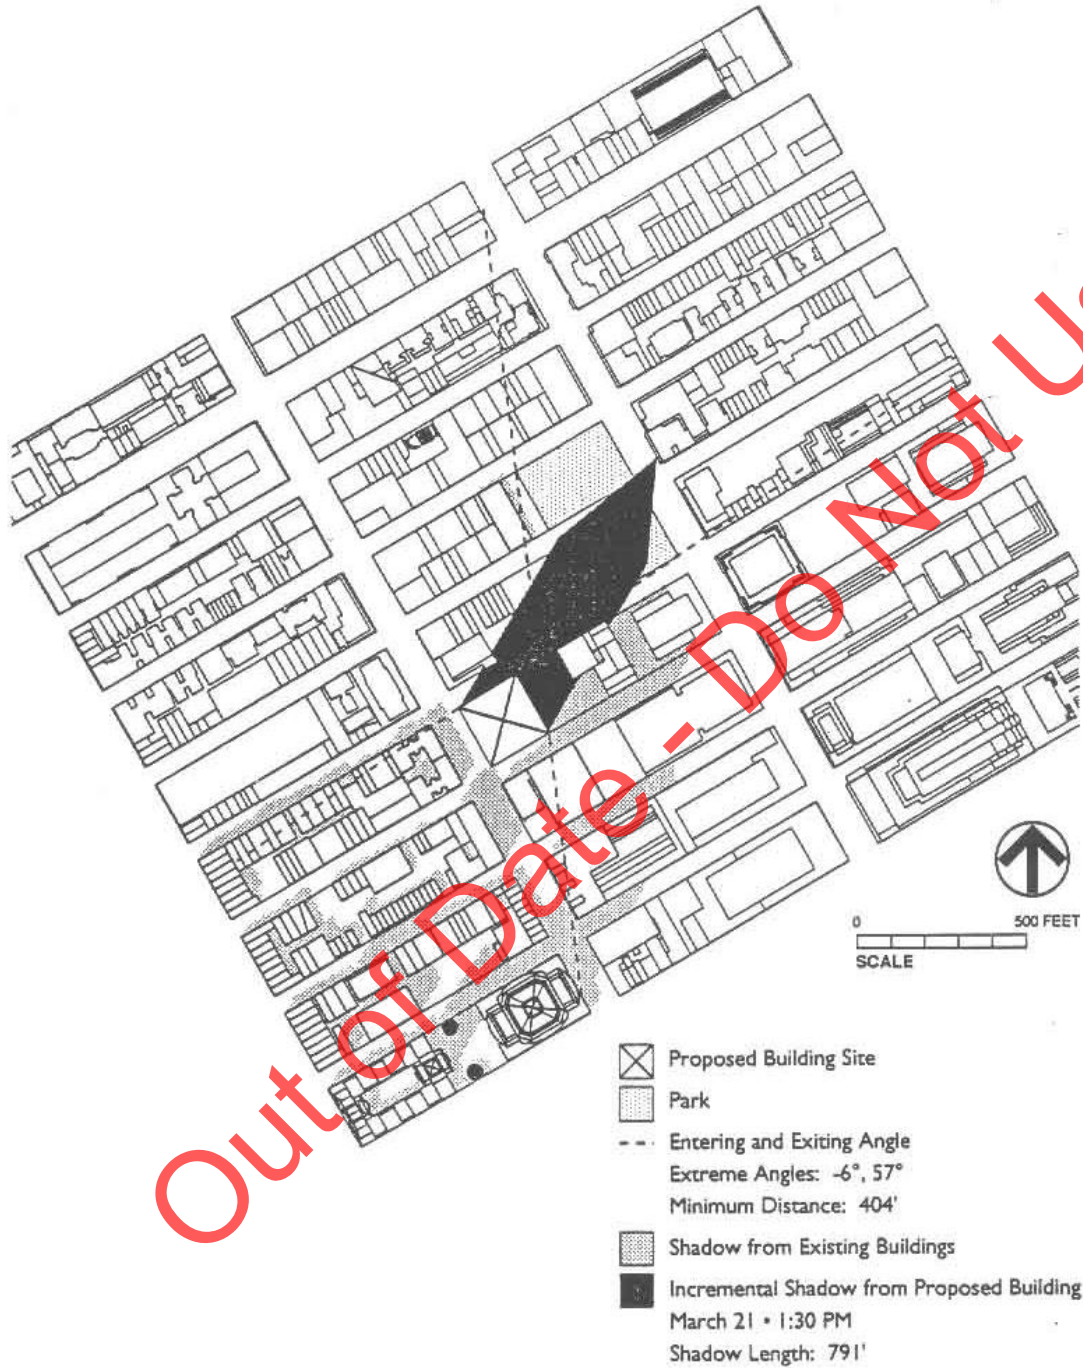 Out of Date - Do Not Us
0 500 FEET
SCALE
Proposed Building Site
Park
Entering and Exiting Angle
Extreme Angles: -6°, 57°
Minimum Distance: 404'
Shadow from Existing Buildings
Incremental Shadow from Proposed Building
March 21 • 1:30 PM
Shadow Length: 791'